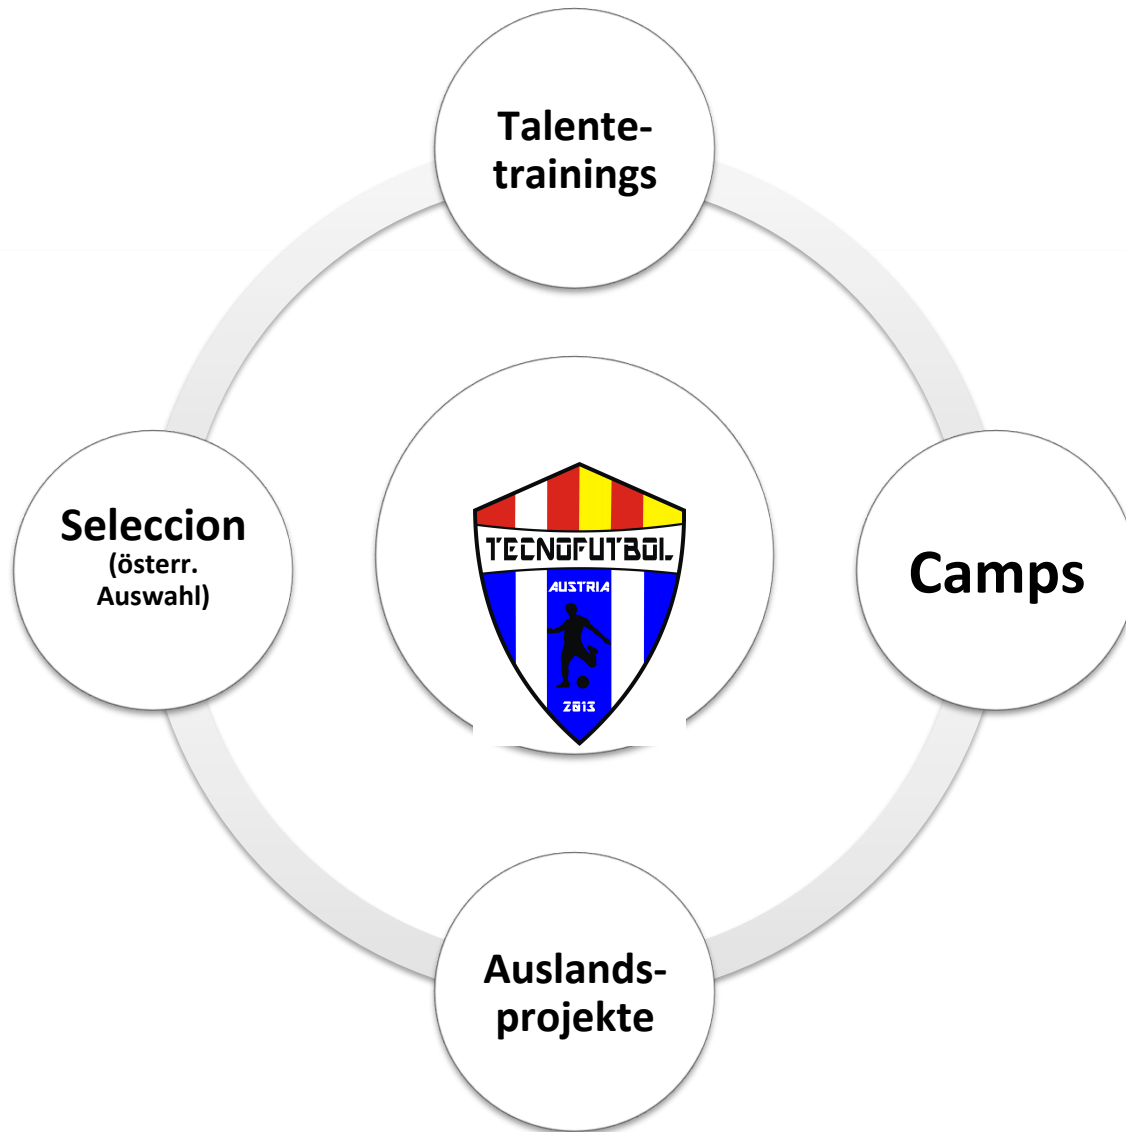 Talente-
trainings
Seleccion
(österr.
Auswahl)
TECNOFUTBOL
AUSTRIA
2013
Camps
Auslands-
projekte